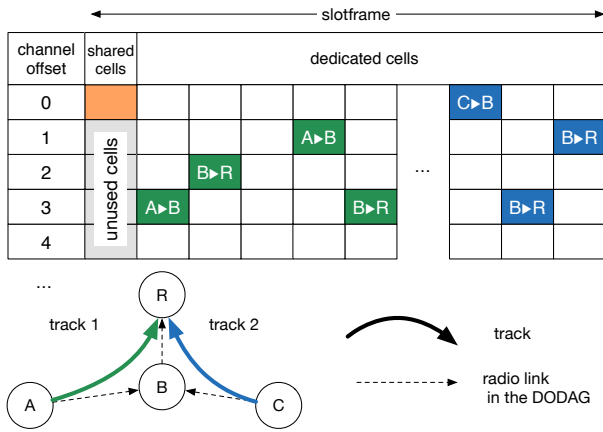 slotframe
channel offset
shared cells
dedicated cells
0
C▶B
1
A▶B
B▶R
2
B▶R
...
3
A▶B
B▶R
B▶R
4
unused cells
...
R
track 1
track 2
track
B
radio link
in the DODAG
A
C